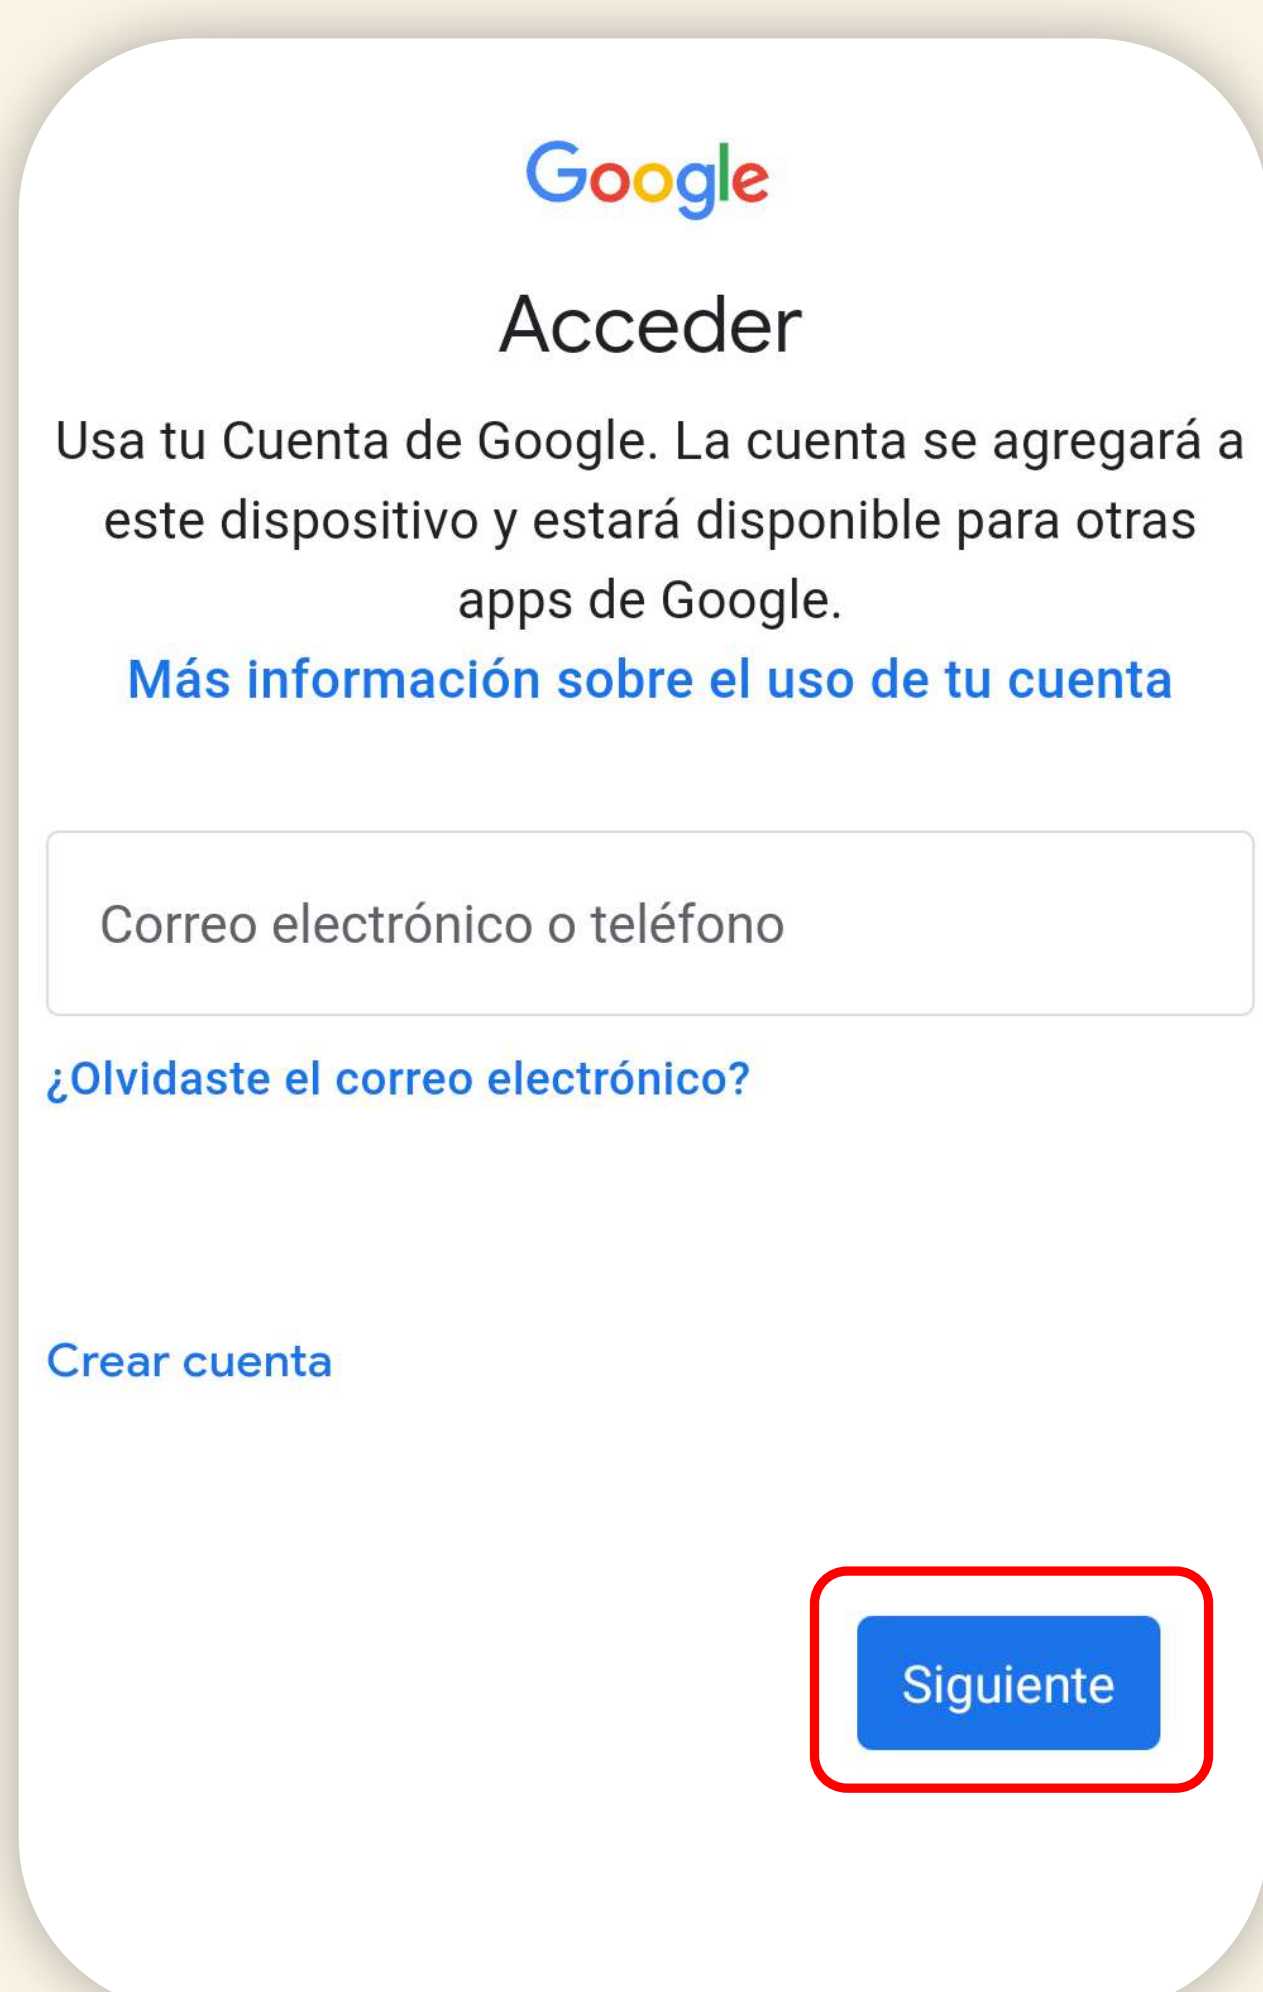 Google
Acceder
Usa tu Cuenta de Google. La cuenta se agregará a
este dispositivo y estará disponible para otras
apps de Google.
Más información sobre el uso de tu cuenta
Correo electrónico o teléfono
¿Olvidaste el correo electrónico?
Crear cuenta
Siguiente